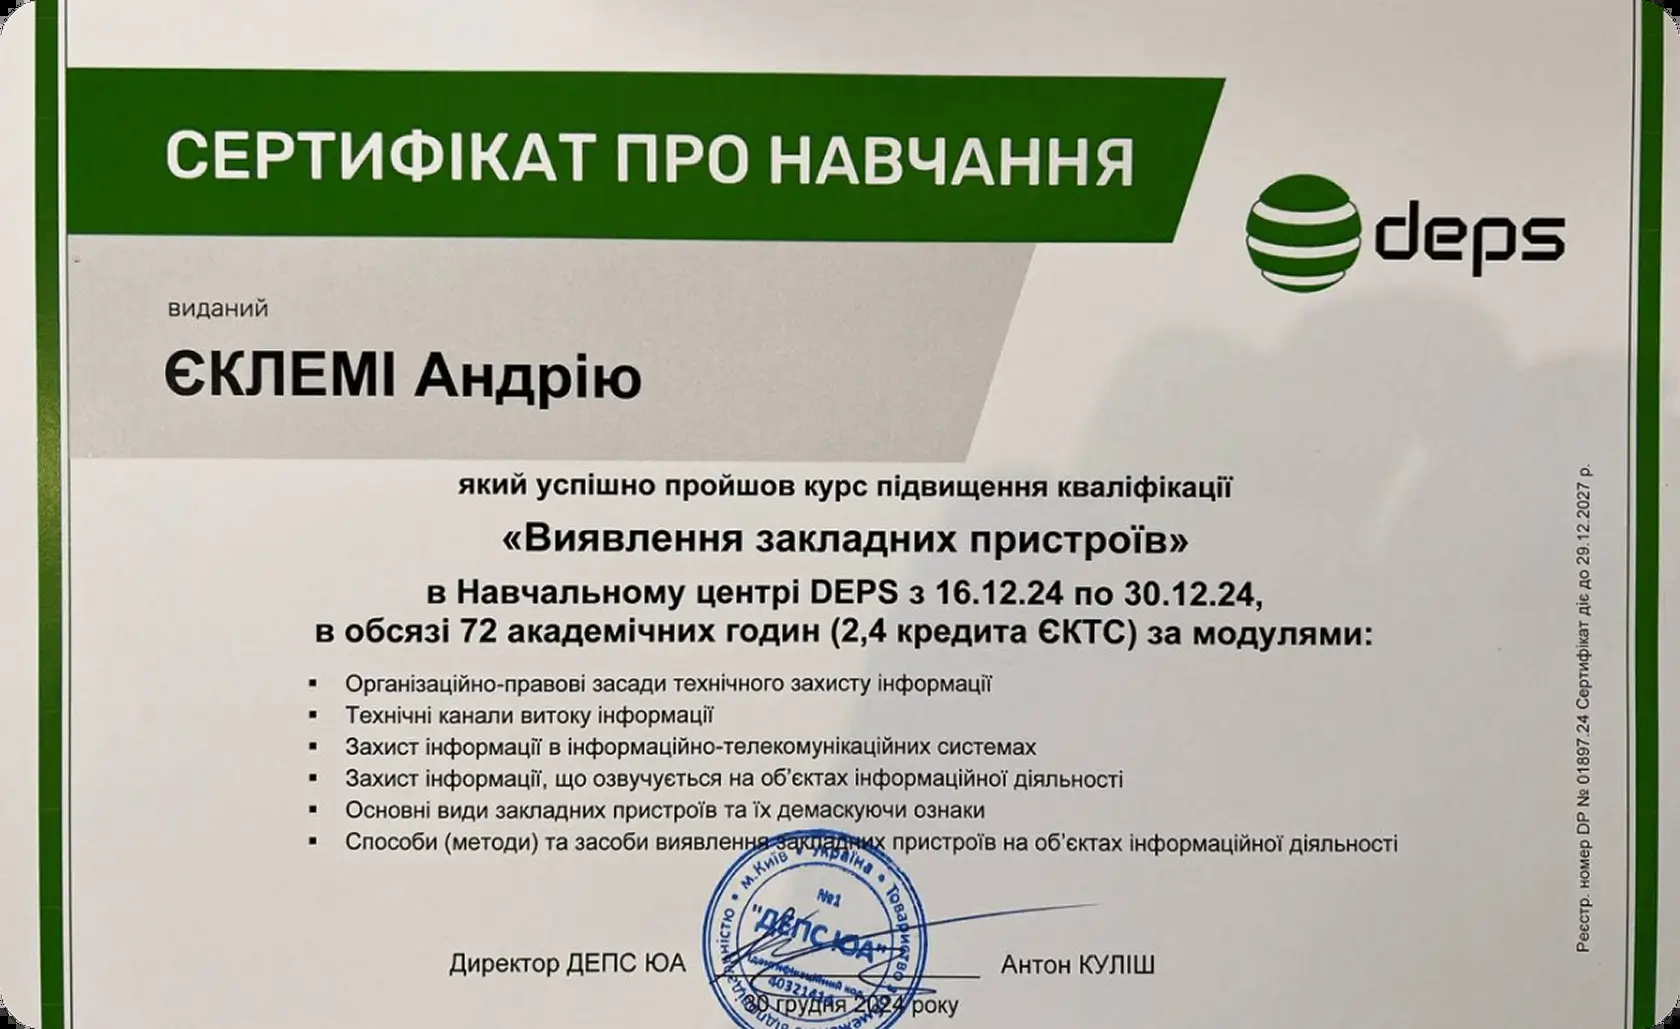 СЕРТИФІКАТ ПРО НАВЧАННЯ
deps
виданий
ЄКЛЕМІ Андрію
який успішно пройшов курс підвищення кваліфікації
«Виявлення закладних пристроїв»
в Навчальному центрі DEPS з 16.12.24 по 30.12.24,
в обсязі 72 академічних годин (2,4 кредита ЄКТС) за модулями:
▪ Організаційно-правові засади технічного захисту інформації
▪ Технічні канали витоку інформації
▪ Захист інформації в інформаційно-телекомунікаційних системах
▪ Захист інформації, що озвучується на об'єктах інформаційної діяльності
▪ Основні види закладних пристроїв та їх демаскуючи ознаки
▪ Способи (методи) та засоби виявлення закладних пристроїв на об'єктах інформаційної діяльності
Директор ДЕПС ЮА
Антон КУЛІШ
30 грудня 2024 року
м.Київ • Україна • Товариство з
№1
"ДЕПС ЮА"
Ідентифікаційний код
Реєстр. номер DP № 01897.24 Сертифікат діє до 29.12.2027 р.